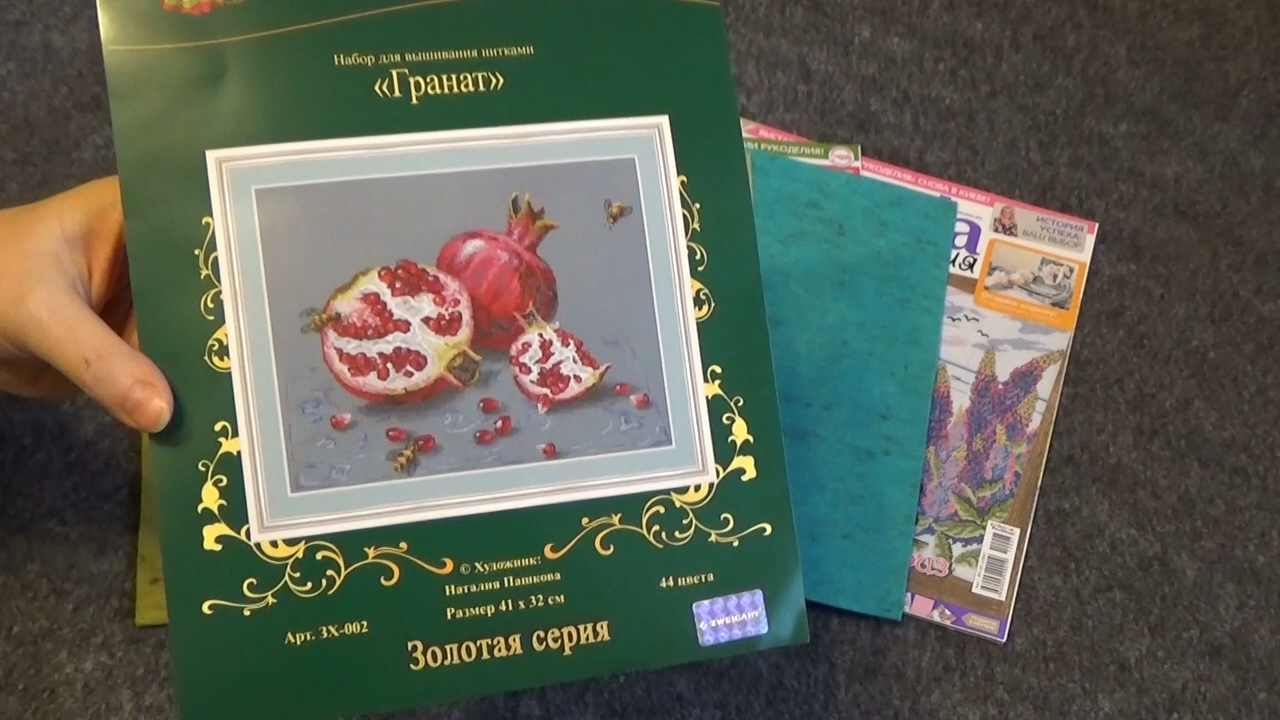 Набор для вышивания нитками
«Гранат»
© Художник:
Наталия Пашкова
Размер 41 х 32 см
44 цвета
Арт. ЗХ-002
Золотая серия
ZWEIGART
РУКОДЕЛИЯ!
СНОВА В КИЕВЕ!
ИСТОРИЯ
УСПЕХА:
ВАШ ВЫБОР!